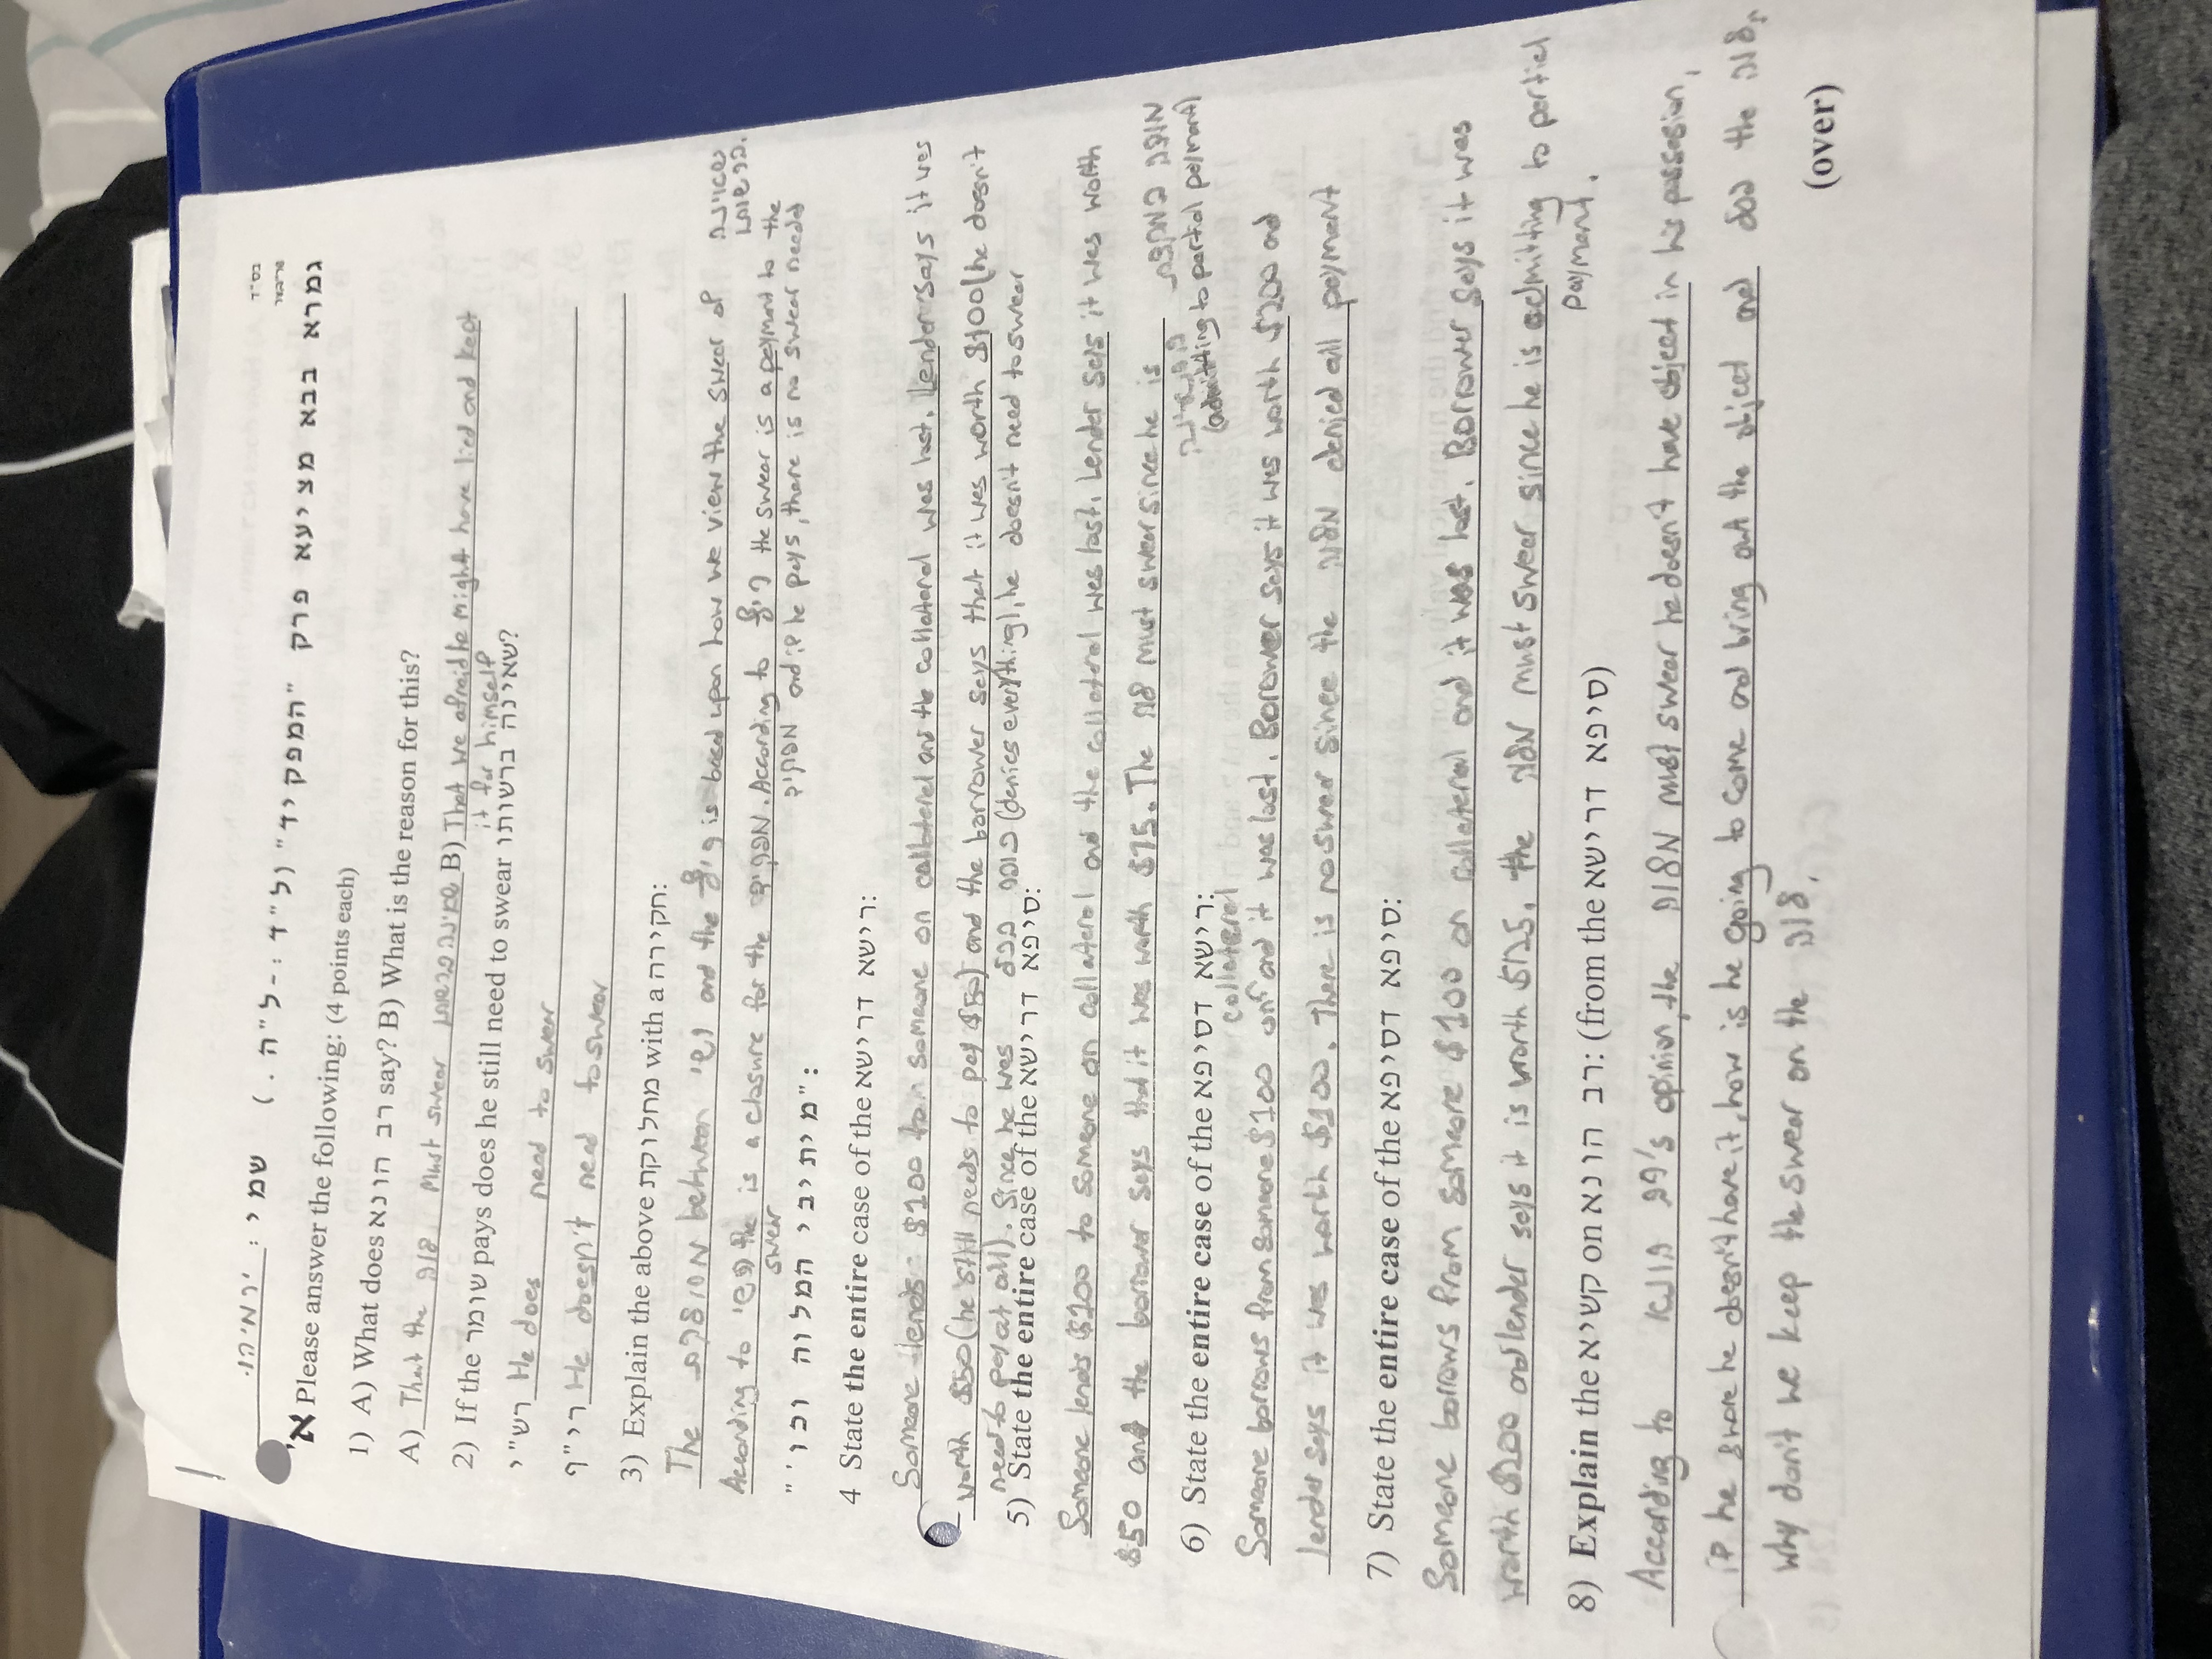 בס"ד
שמי: ירמיהו.
גמרא בבא מציעא פרק "המפקיד" (ל"ד:-ל"ה.)
א' Please answer the following: (4 points each)
1) A) What does רב הונא say? B) What is the reason for this?
A) That the Must swear שאינה ברשותו B) That we afraid he might have lied and kept
it for himself
2) If the שומר pays does he still need to swear שאינה ברשותו?
רש"י He does need to swear
רי"ף He doesn't need to swear
3) Explain the above מחלוקת with a חקירה:
The מחלוקת between רשי and the is based upon how we view the swear of שאינה
ברשותו.
According to רשי the swear is a closure for the מפקיד. According to the swear is a payment to the
מפקיד and if he pays, there is no swear needed
"מיתיבי המלוה וכו'":
4 State the entire case of the רישא דרישא:
Someone lends $100 to someone on collateral and the collateral was lost. Lender says it was
worth $50 (he still needs to pay $50) and the borrower says that it was worth $100 (he doesn't
need to pay at all). Since he was כופר בכל (denies everything), he doesn't need to swear
5) State the entire case of the סיפא דרישא:
Someone lends $100 to someone on collateral and the collateral was lost. Lender says it was worth
$50 and the borrower says that it was worth $75. The לוה must swear since he is מודה במקצת
(admitting to partial payment)
6) State the entire case of the רישא דסיפא:
collateral
Someone borrows from someone $100 on and it was lost. Borower says it was worth $200 and
lender says it was worth $100. There is no swear since the מלוה denied all payment
7) State the entire case of the סיפא דסיפא:
Someone borrows from someone $100 on collateral and it was lost. Borrower says it was
worth $200 and lender says it is worth $125. the מלוה must swear since he is admitting to partial
payment.
8) Explain the קשיא on רב הונא: (from the סיפא דרישא)
According to רב הונא's opinion, the מלוה must swear he doesn't have object in his possesion,
if he swore he doesn't have it, how is he going to come and bring out the object and the לוה,
why don't we keep the swear on the לוה.
(over)